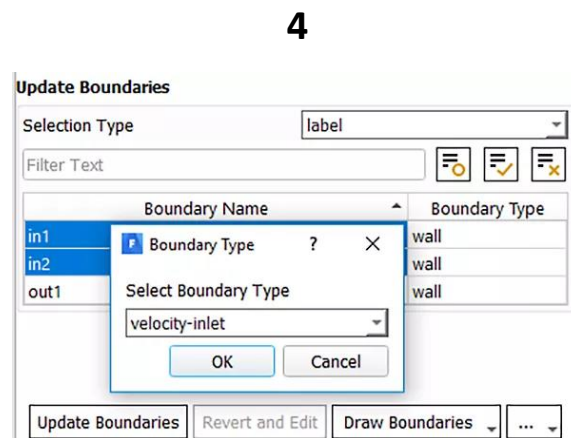 4
Update Boundaries
Selection Type label
Filter Text
Boundary Name Boundary Type
in1 wall
in2 wall
out1 wall
F Boundary Type ?
Select Boundary Type
velocity-inlet
OK Cancel
Update Boundaries Revert and Edit Draw Boundaries ...